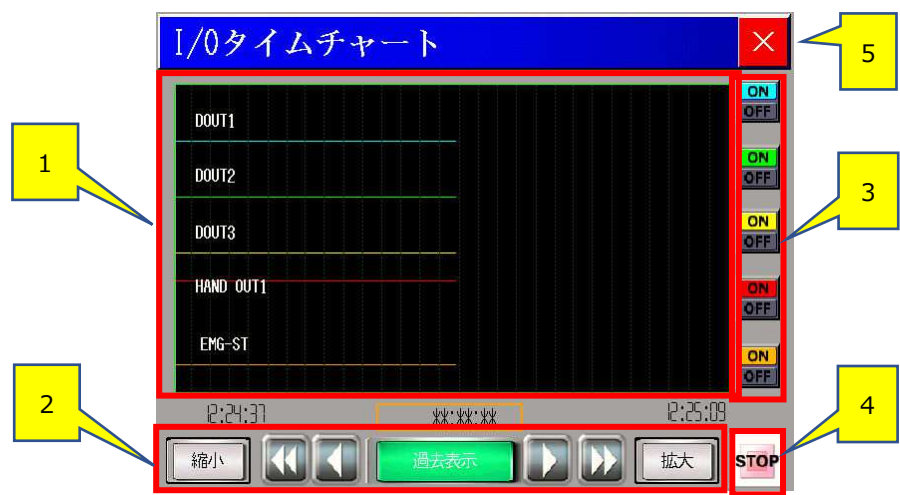 I/Oタイムチャート
5
ON
OFF
DOUT1
1
ON
OFF
DOUT2
3
ON
OFF
DOUT3
HAND OUT1
ON
OFF
EMG-ST
ON
OFF
2
4
12:24:37
**:**:**
12:25:09
縮小
過去表示
拡大
STOP